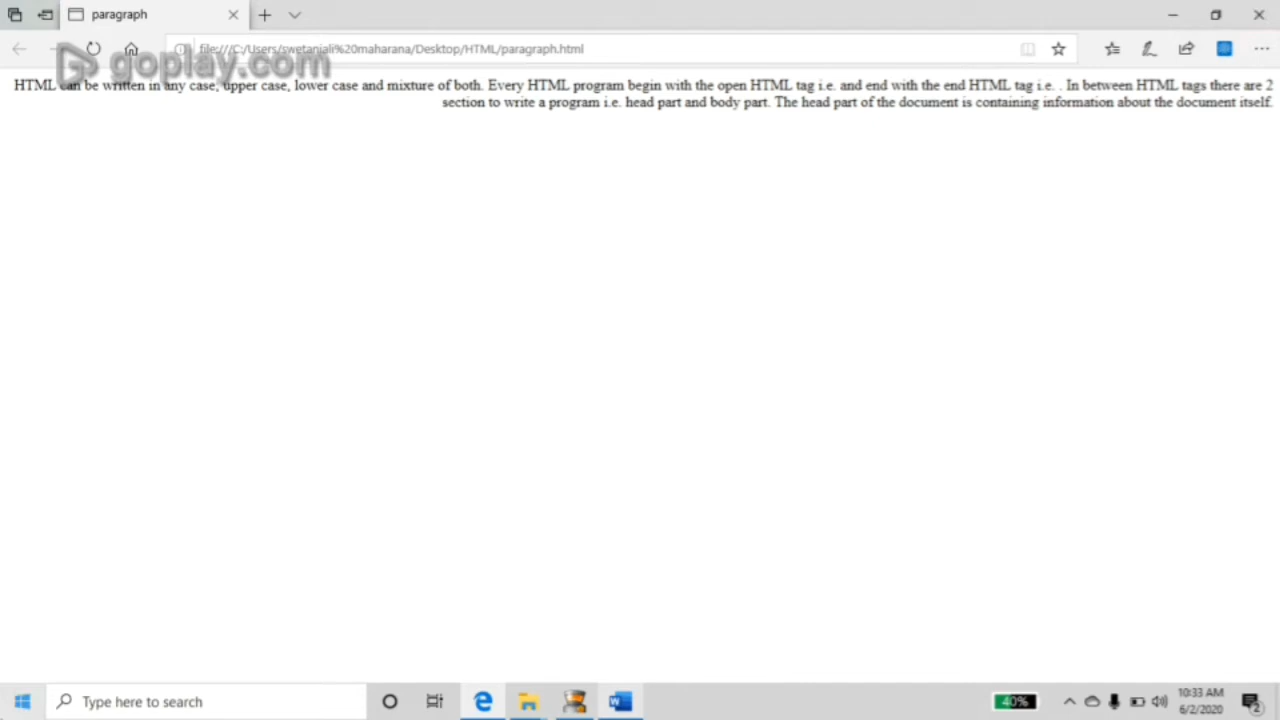 paragraph
file:///C:/Users/swetanjali%20maharana/Desktop/HTML/paragraph.html
goplay.com
HTML can be written in any case, upper case, lower case and mixture of both. Every HTML program begin with the open HTML tag i.e. and end with the end HTML tag i.e. . In between HTML tags there are 2
section to write a program i.e. head part and body part. The head part of the document is containing information about the document itself.
Type here to search
40%
10:33 AM
6/2/2020
2